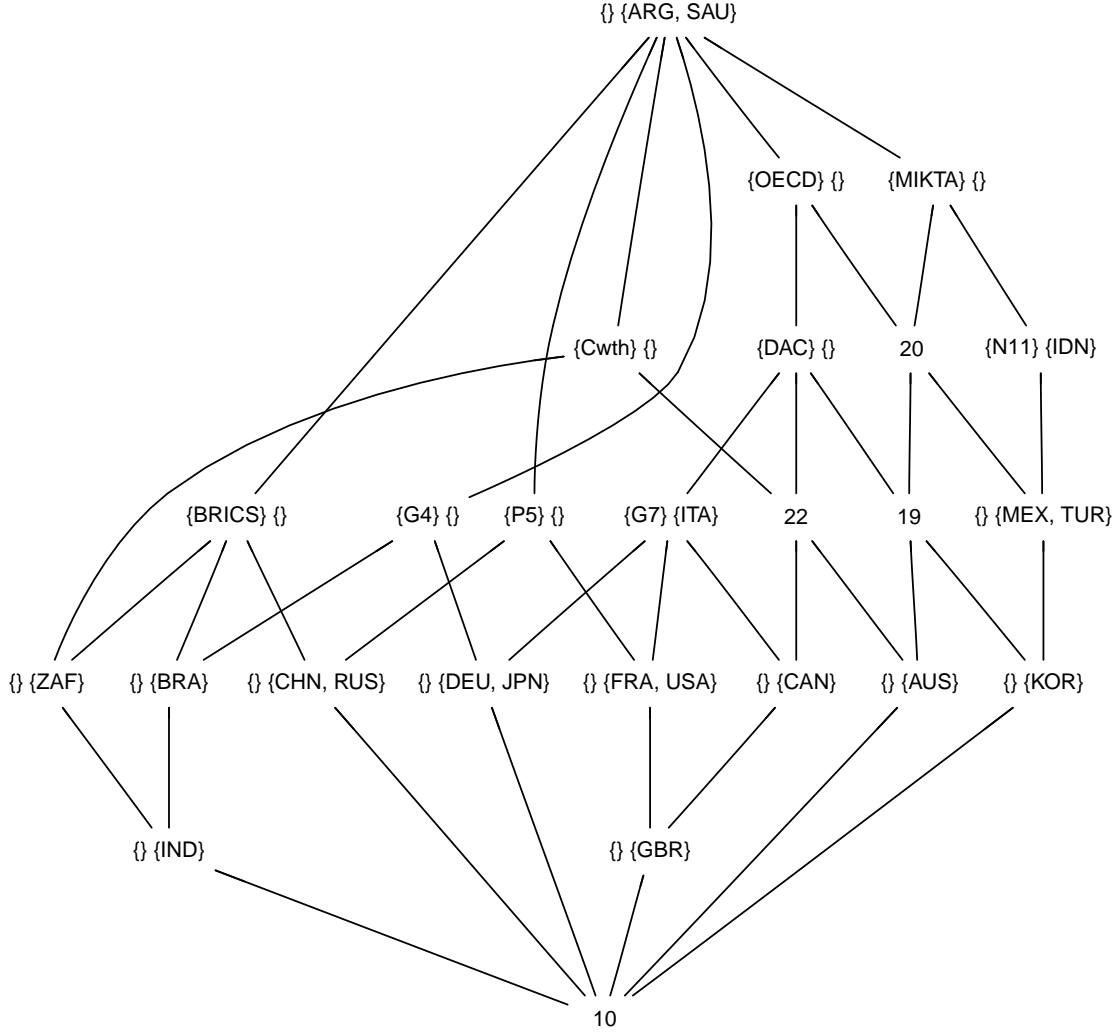 {} {ARG, SAU}
{OECD} {}
{MIKTA} {}
{Cwth} {}
{DAC} {}
20
{N11} {IDN}
{BRICS} {}
{G4} {}
{P5} {}
{G7} {ITA}
22
19
{} {MEX, TUR}
{} {ZAF}
{} {BRA}
{} {CHN, RUS}
{} {DEU, JPN}
{} {FRA, USA}
{} {CAN}
{} {AUS}
{} {KOR}
{} {IND}
{} {GBR}
10